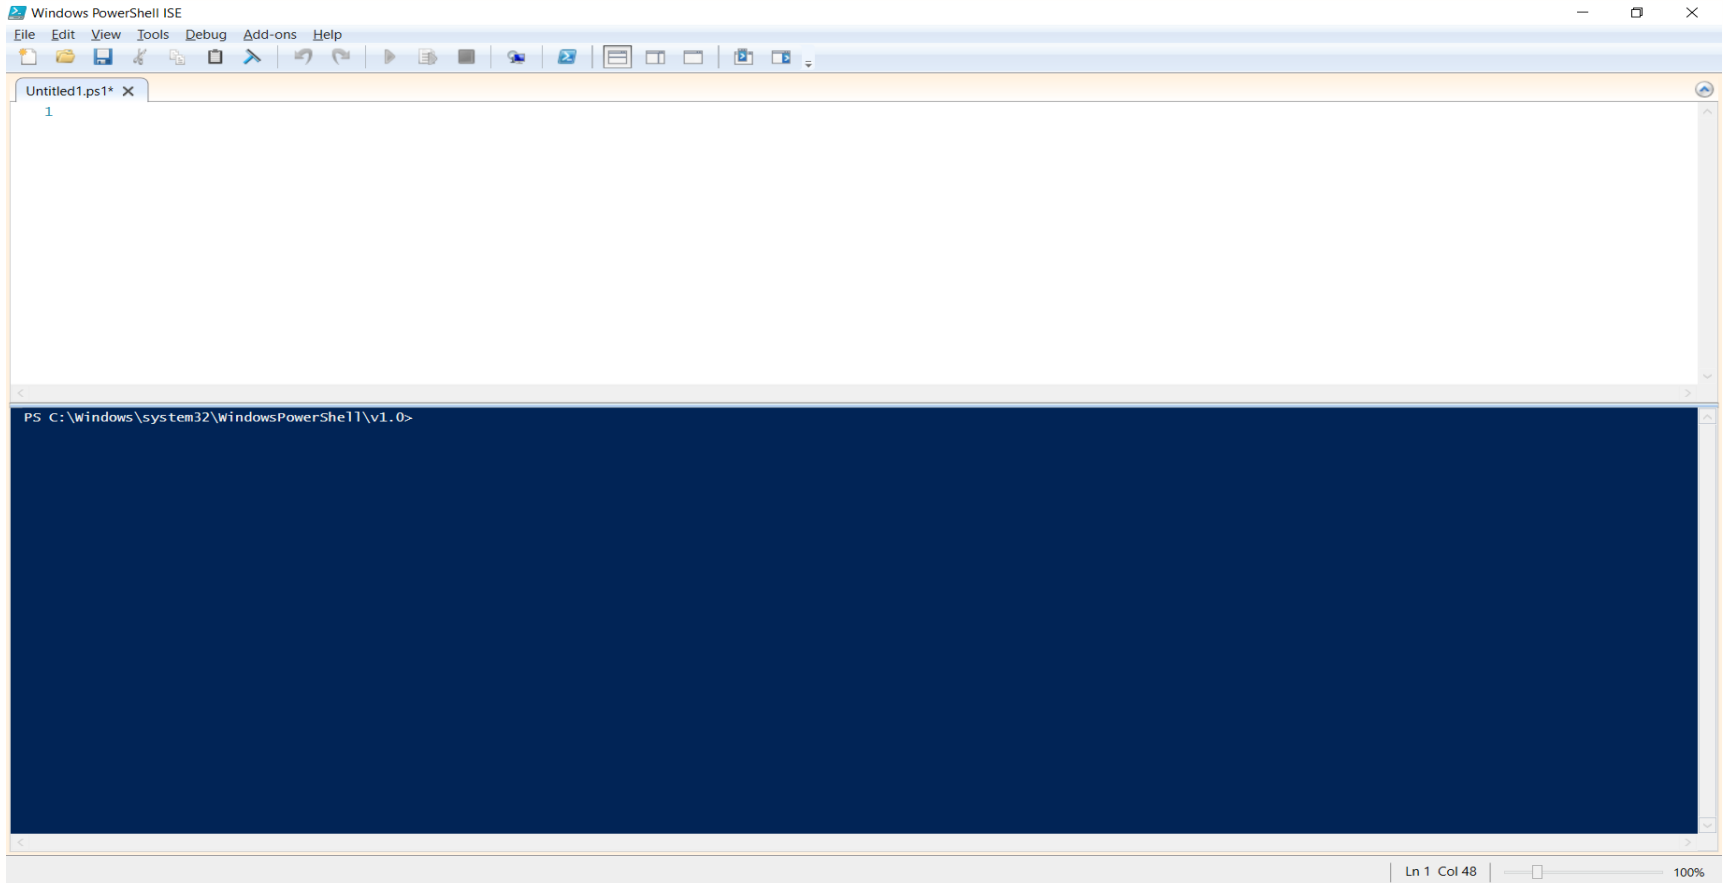 Windows PowerShell ISE
File Edit View Tools Debug Add-ons Help
Untitled1.ps1*
1
PS C:\Windows\system32\WindowsPowerShell\v1.0>
Ln 1 Col 48
100%